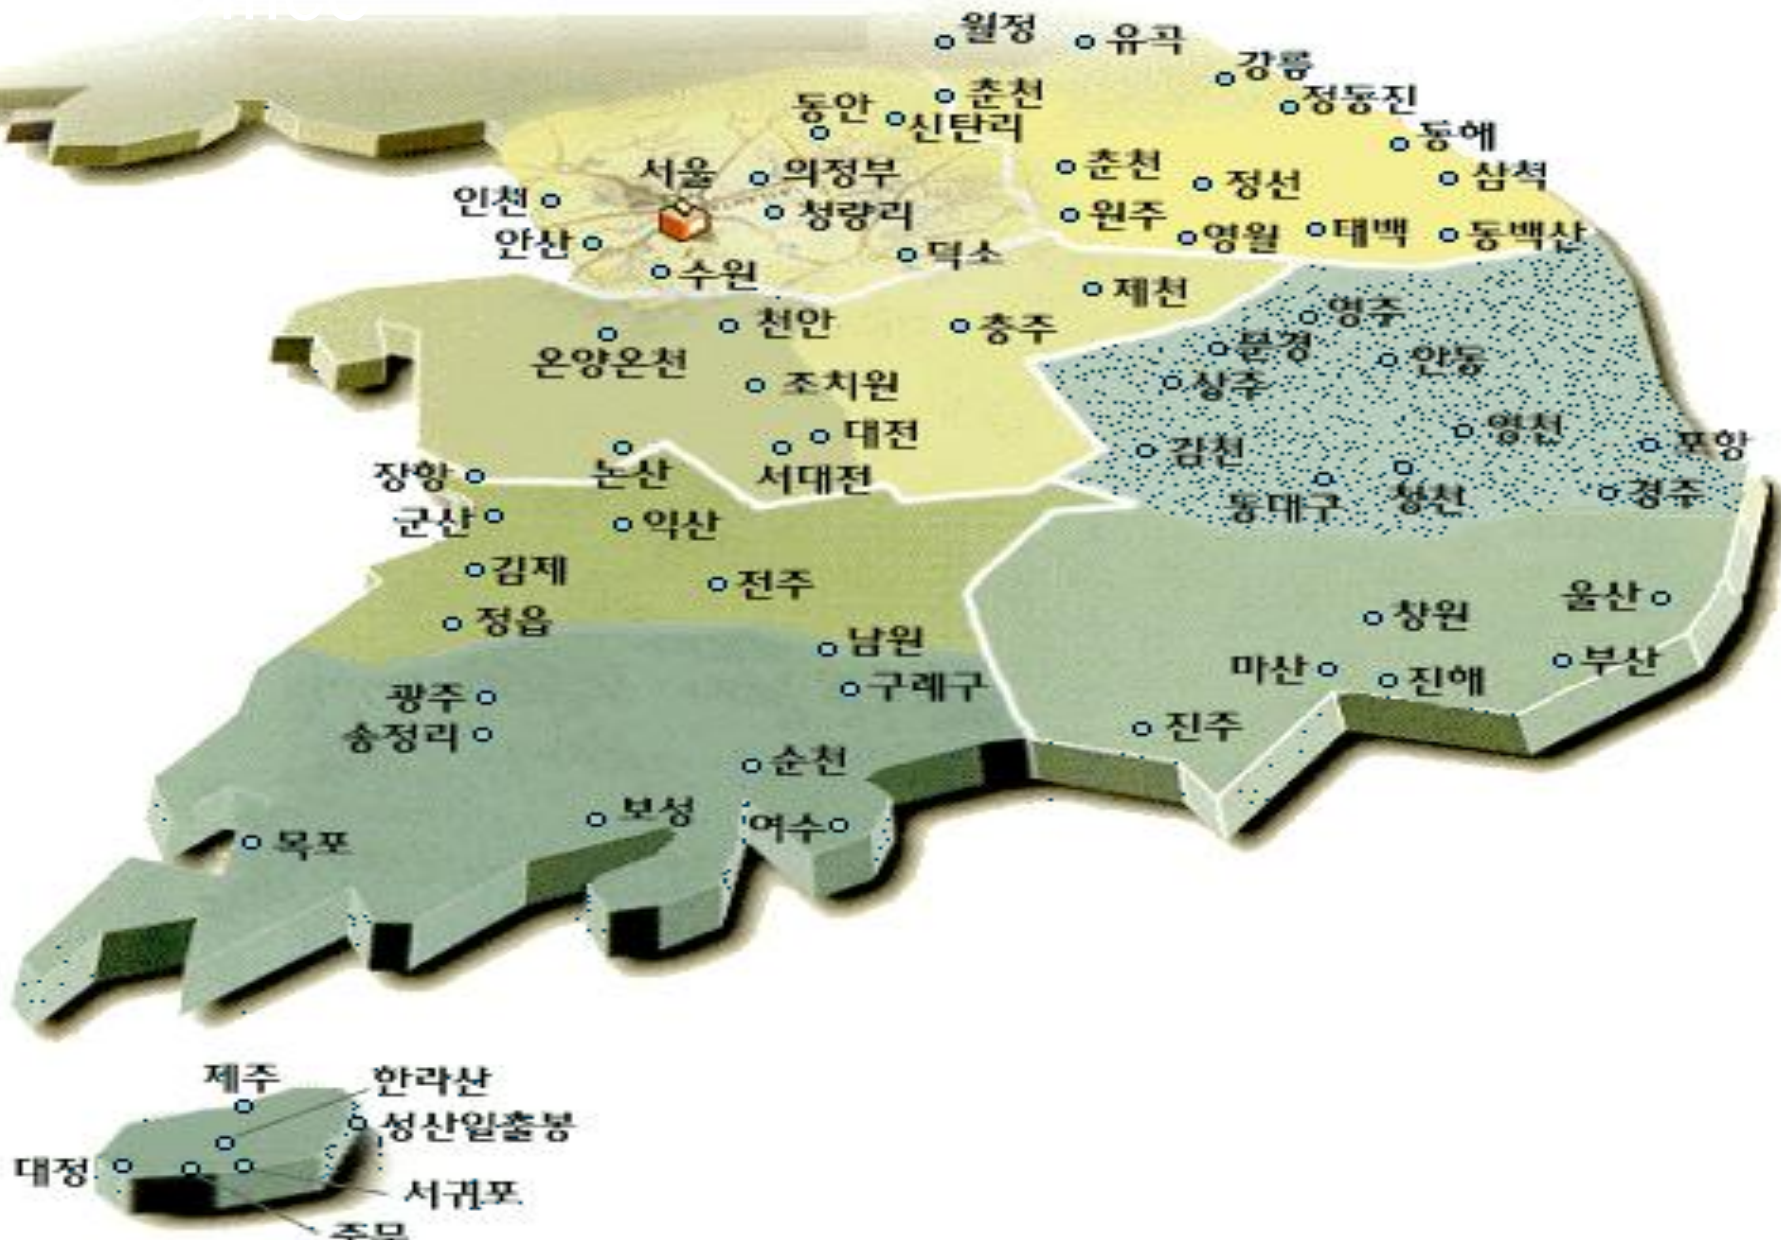 월정
유곡
강릉
춘천
정동진
동안
신탄리
동해
서울
의정부
춘천
정선
삼척
인챈
청량리
원주
영월
태백
동백산
안산
덕소
수원
제천
천안
충주
영주
온양온천
문경
안동
조치원
상주
대전
영천
포항
김천
장항
논산
서대전
동대구
경주
군산
익산
김제
전주
울산
정읍
창원
남원
마산
진해
부산
광주
구례구
송정리
진주
순천
보성
여수
목포
제주
한라산
성산일출봉
대정
서귀포